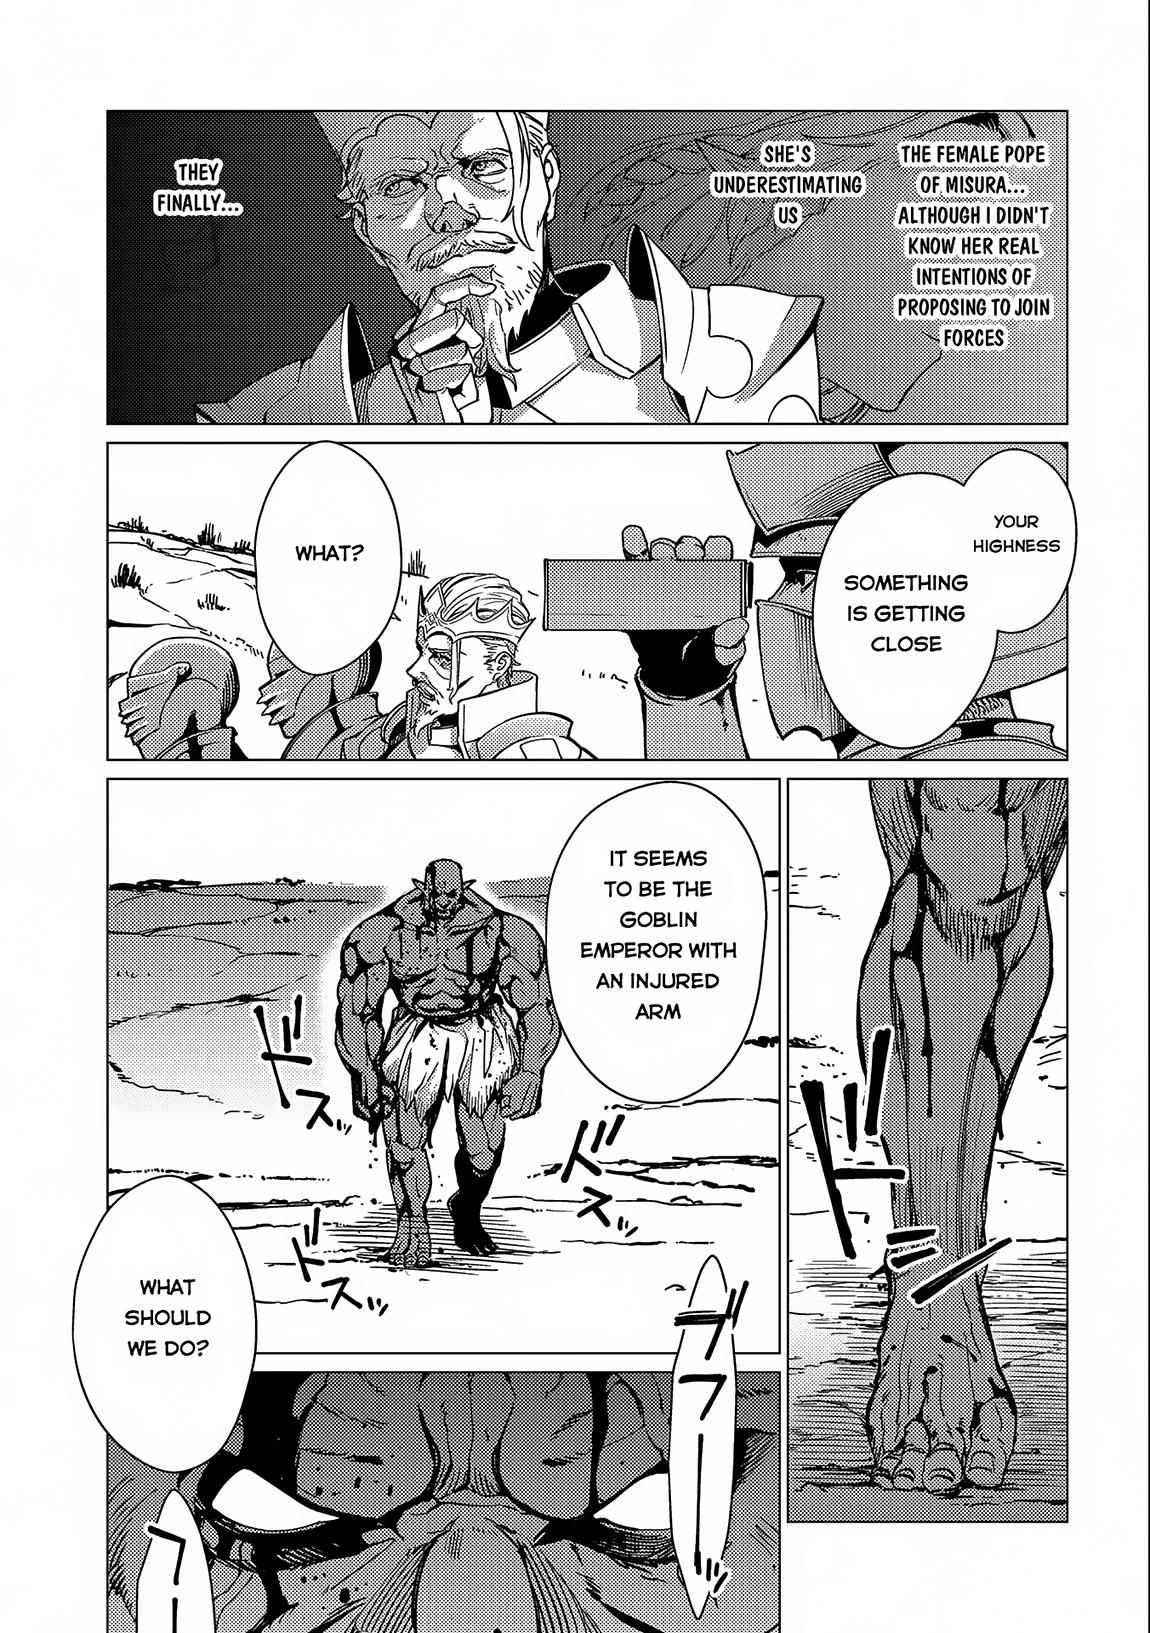 THE FEMALE POPE
OF MISURA...
ALTHOUGH I DIDN'T
KNOW HER REAL
INTENTIONS OF
PROPOSING TO JOIN
FORCES
SHE'S
UNDERESTIMATING
US
THEY
FINALLY...
YOUR
HIGHNESS
SOMETHING
IS GETTING
CLOSE
WHAT?
ドシ
IT SEEMS
TO BE THE
GOBLIN
EMPEROR WITH
AN INJURED
ARM
ドスッ
ドスッ
ドスッ
WHAT
SHOULD
WE DO?
ブフーッ
フー